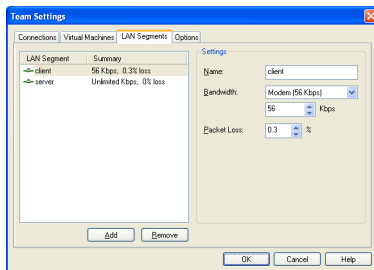 Team Settings
Connections Virtual Machines LAN Segments Options
LAN Segment Summary
client 56 Kbps, 0.3% loss
server Unlimited Kbps, 0% loss
Settings
Name: client
Bandwidth: Modem (56 Kbps)
56 Kbps
Packet Loss: 0.3 %
Add Remove
OK Cancel Help